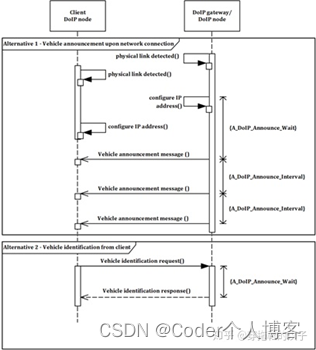 Client
DoIP node
DoIP gateway/
DoIP node
Alternative 1 - Vehicle announcement upon network connection
physical link detected()
physical link detected()
configure IP
address()
configure IP address()
{A_DoIP_Announce_Wait}
Vehicle announcement message ()
{A_DoIP_Announce_Interval}
Vehicle announcement message ()
{A_DoIP_Announce_Interval}
Vehicle announcement message ()
Alternative 2 - Vehicle identification from client
Vehicle identification request()
{A_DoIP_Announce_Wait}
Vehicle identification response()
CSDN @Coder个人博客